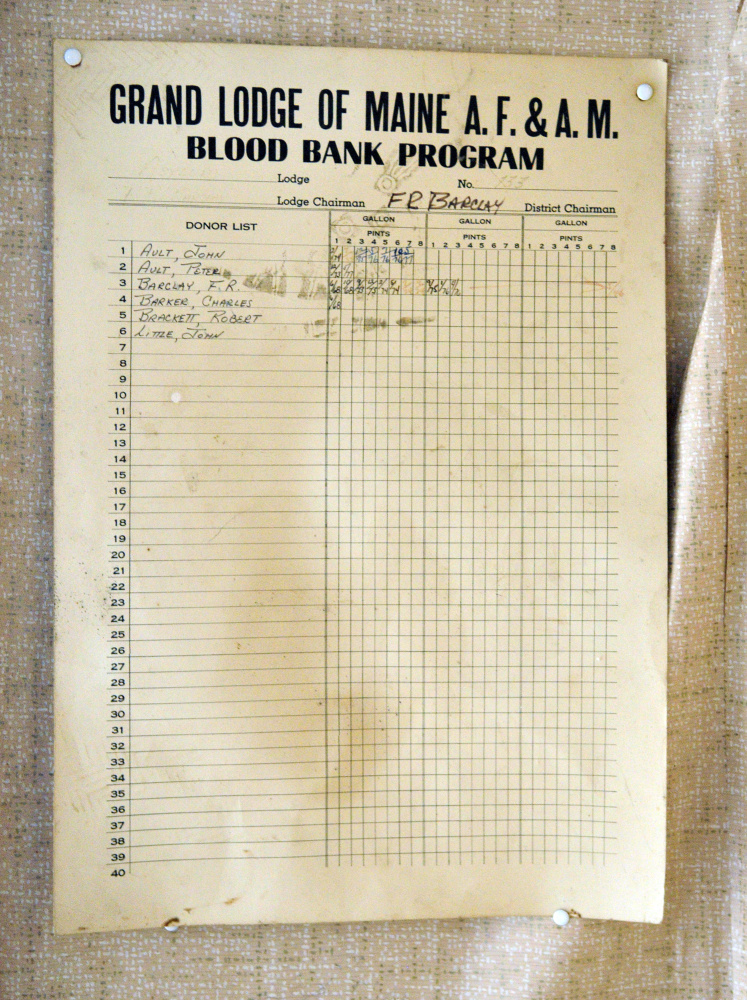 GRAND LODGE OF MAINE A. F. & A. M.
BLOOD BANK PROGRAM
Lodge No. 133
Lodge Chairman F R BARCLAY District Chairman
DONOR LIST GALLON GALLON GALLON
PINTS PINTS PINTS
1 2 3 4 5 6 7 8 1 2 3 4 5 6 7 8 1 2 3 4 5 6 7 8
1 AULT, JOHN
2 AULT, PETER
3 BARCLAY, F.R.
4 BARKER, CHARLES
5 BRACKETT, ROBERT
6 LITTLE, JOHN
7
8
9
10
11
12
13
14
15
16
17
18
19
20
21
22
23
24
25
26
27
28
29
30
31
32
33
34
35
36
37
38
39
40